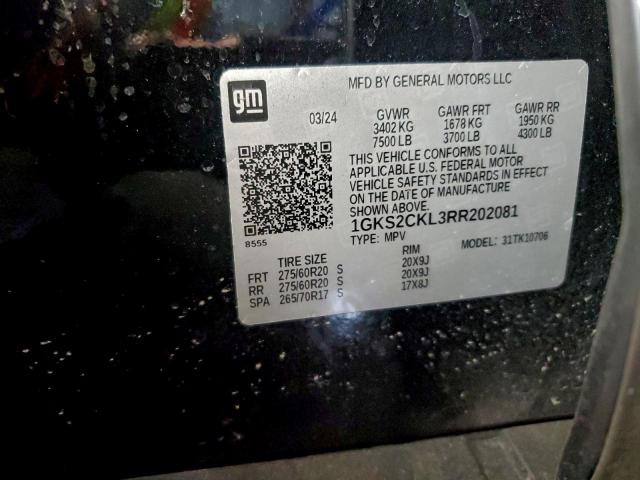 gm
MFD BY GENERAL MOTORS LLC
03/24 GVWR GAWR FRT GAWR RR
3402 KG 1678 KG 1950 KG
7500 LB 3700 LB 4300 LB
THIS VEHICLE CONFORMS TO ALL
APPLICABLE U.S. FEDERAL MOTOR
VEHICLE SAFETY STANDARDS IN EFFECT
ON THE DATE OF MANUFACTURE
SHOWN ABOVE.
1GKS2CKL3RR202081
TYPE: MPV MODEL: 31TK10706
8555
TIRE SIZE RIM
FRT 275/60R20 S 20X9J
RR 275/60R20 S 20X9J
SPA 265/70R17 S 17X8J